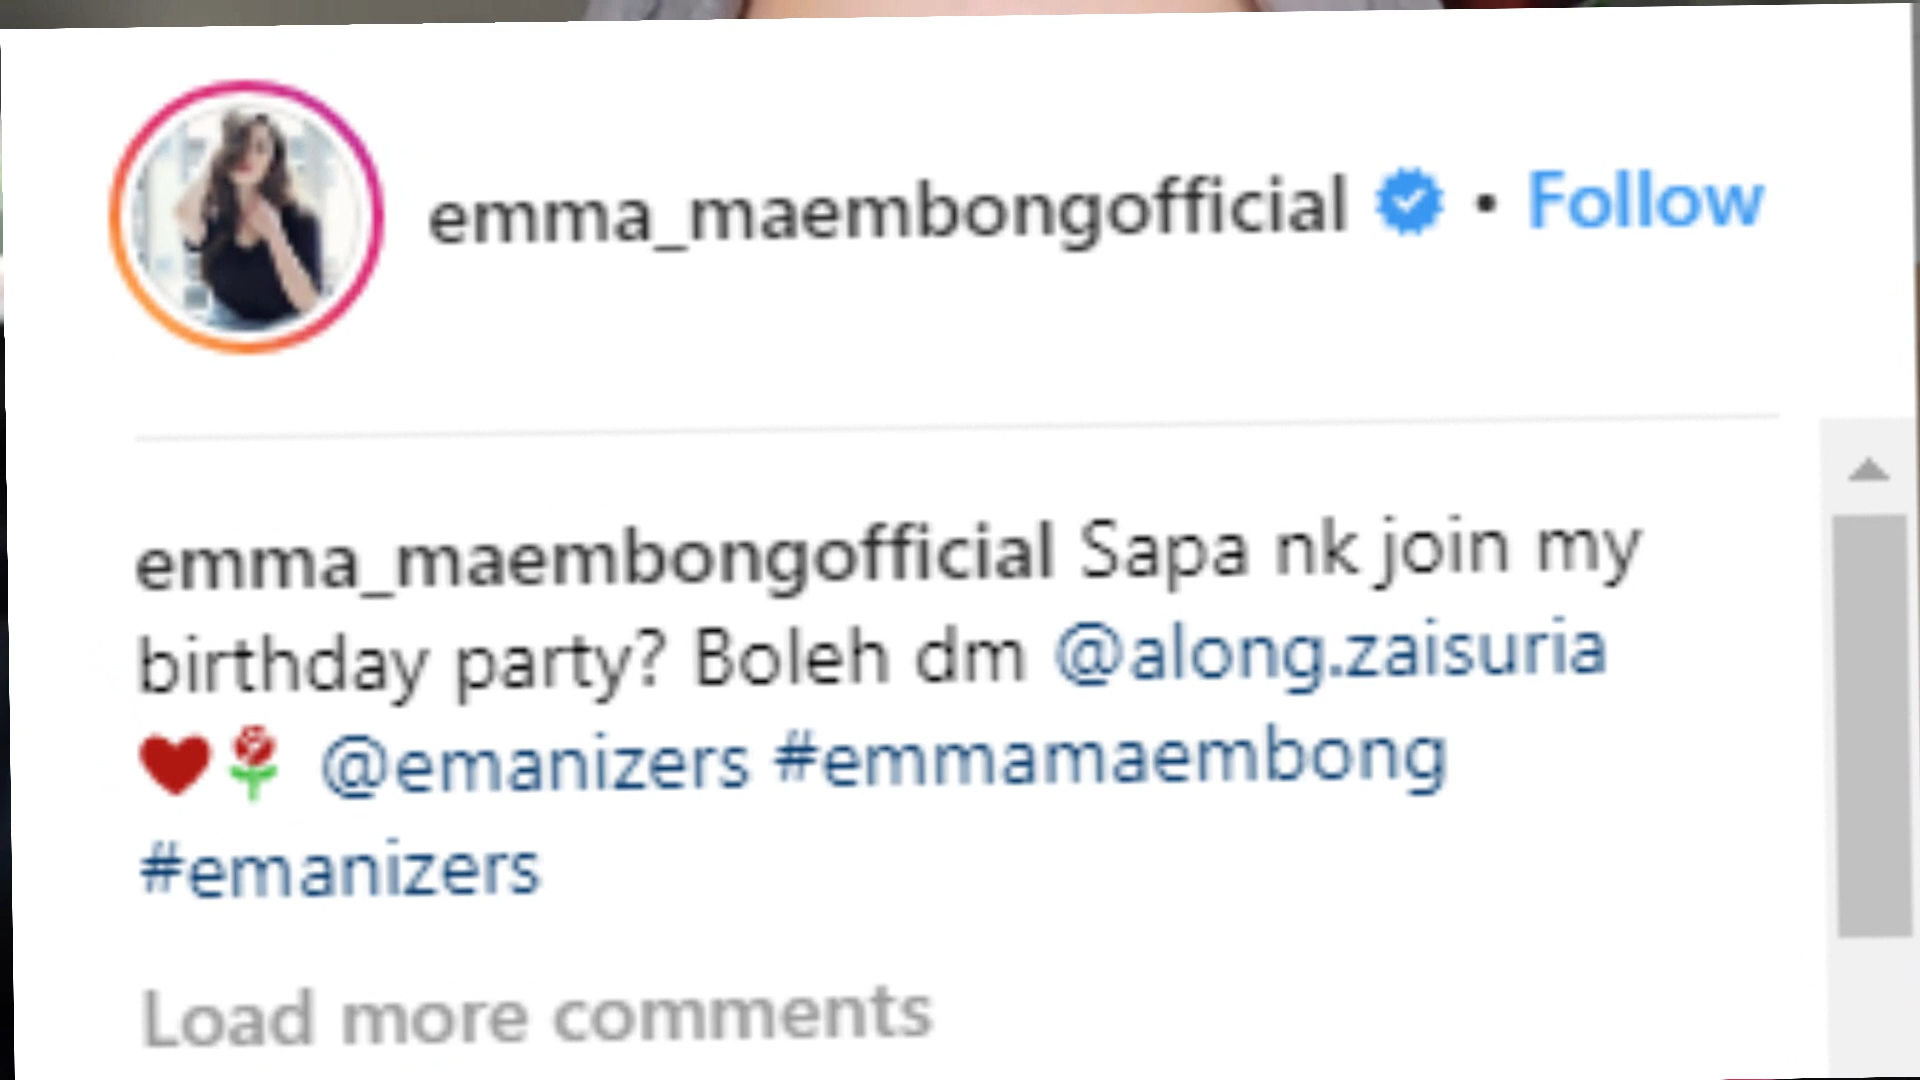 emma_maembongofficial • Follow
emma_maembongofficial Sapa nk join my
birthday party? Boleh dm @along.zaisuria
❤️🌹 @emanizers #emmamaembong
#emanizers
Load more comments